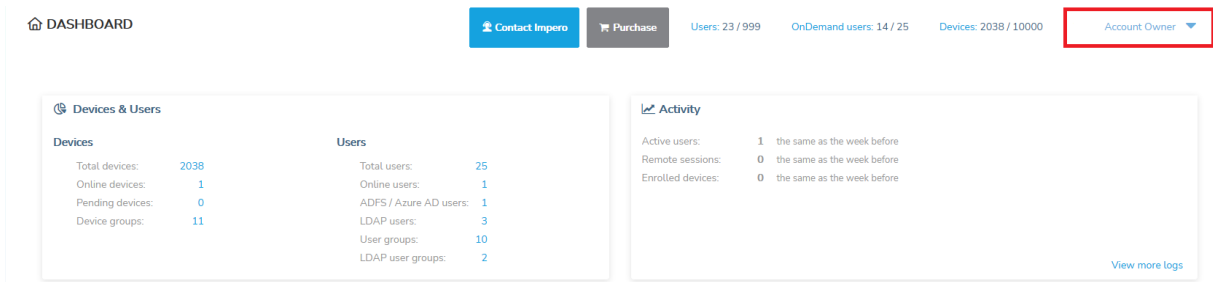 DASHBOARD
Contact Impero
Purchase
Users: 23 / 999
OnDemand users: 14 / 25
Devices: 2038 / 10000
Account Owner
Devices & Users
Devices
Total devices: 2038
Online devices: 1
Pending devices: 0
Device groups: 11
Users
Total users: 25
Online users: 1
ADFS / Azure AD users: 1
LDAP users: 3
User groups: 10
LDAP user groups: 2
Activity
Active users: 1 the same as the week before
Remote sessions: 0 the same as the week before
Enrolled devices: 0 the same as the week before
View more logs